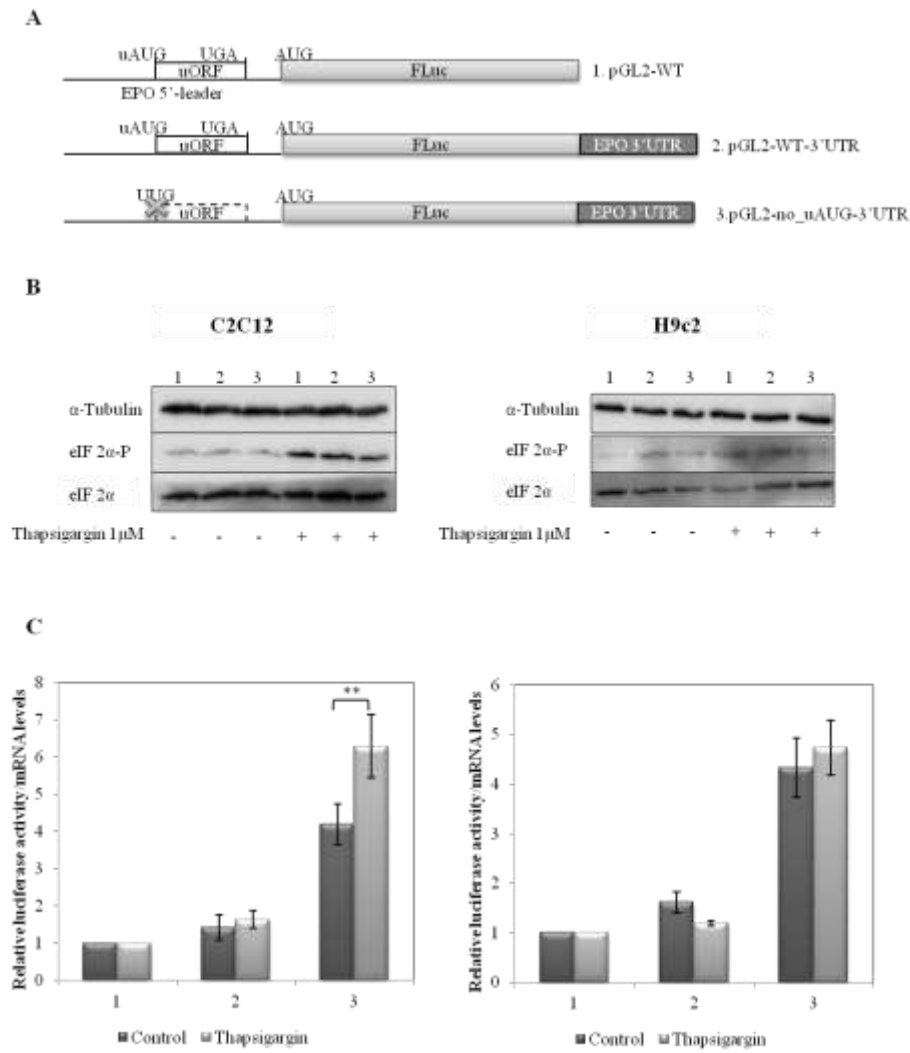 A
uAUG UGA AUG
uORF FLuc 1. pGL2-WT
EPO 5'-leader
uAUG UGA AUG
uORF FLuc EPO 3'UTR 2. pGL2-WT-3'UTR
UUG AUG
uORF FLuc EPO 3'UTR 3.pGL2-no_uAUG-3'UTR
B
C2C12 H9c2
1 2 3 1 2 3 1 2 3 1 2 3
α-Tubulin α-Tubulin
eIF 2α-P eIF 2α-P
eIF 2α eIF 2α
Thapsigargin 1µM - - - + + + Thapsigargin 1µM - - - + + +
C
Relative luciferase activity/mRNA levels
8
7
6
5
4
3
2
1
0
**
1 2 3
Control Thapsigargin
Relative luciferase activity/mRNA levels
6
5
4
3
2
1
0
1 2 3
Control Thapsigargin